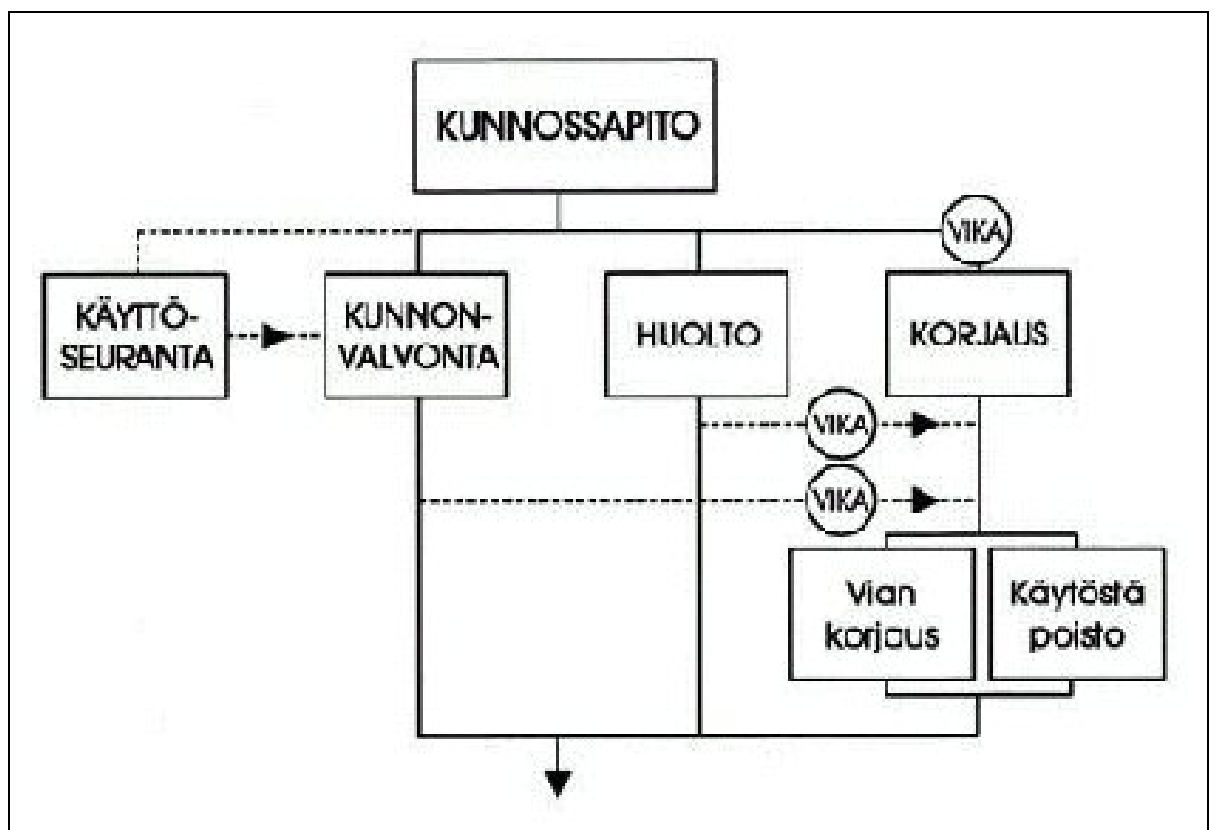 KUNNOSSAPITO
VIKA
KÄYTTÖ-
SEURANTA
KUNNON-
VALVONTA
HUOLTO
KORJAUS
VIKA
VIKA
Vian
korjaus
Käytöstä
poisto